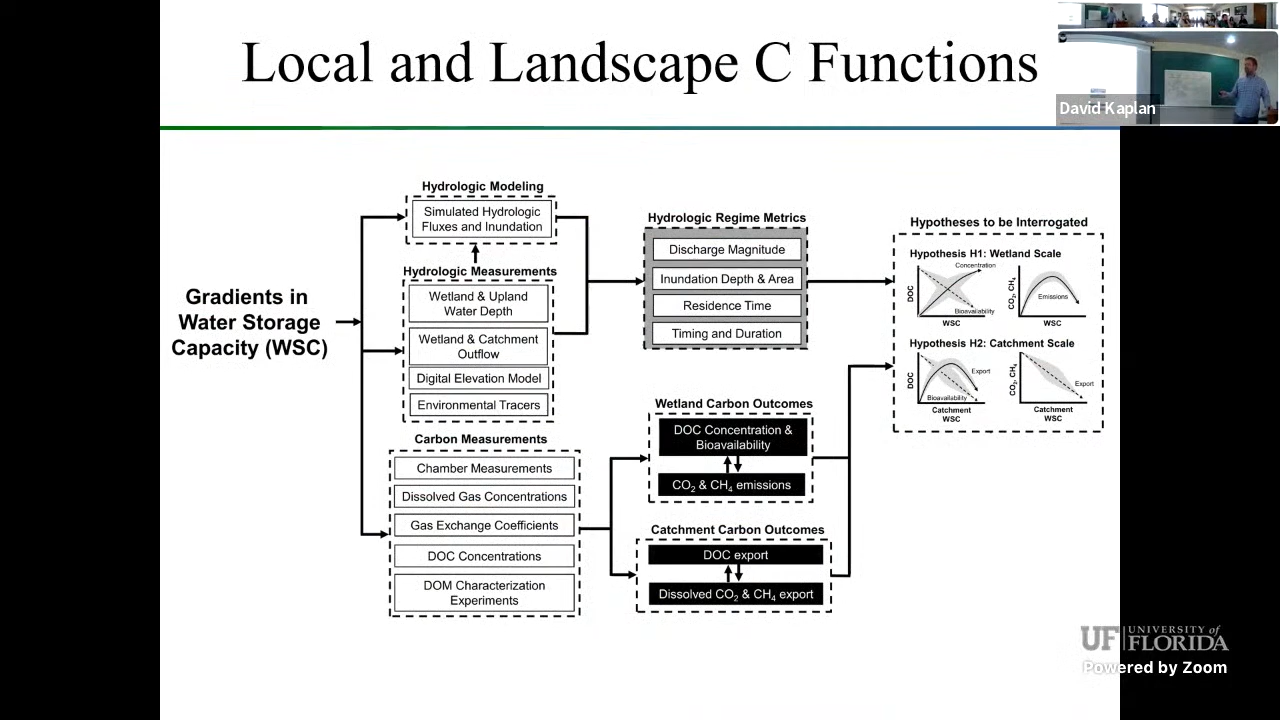 Local and Landscape C Functions
David Kaplan
Gradients in
Water Storage
Capacity (WSC)
Hydrologic Modeling
Simulated Hydrologic
Fluxes and Inundation
Hydrologic Measurements
Wetland & Upland
Water Depth
Wetland & Catchment
Outflow
Digital Elevation Model
Environmental Tracers
Carbon Measurements
Chamber Measurements
Dissolved Gas Concentrations
Gas Exchange Coefficients
DOC Concentrations
DOM Characterization
Experiments
Hydrologic Regime Metrics
Discharge Magnitude
Inundation Depth & Area
Residence Time
Timing and Duration
Wetland Carbon Outcomes
DOC Concentration &
Bioavailability
CO₂ & CH₄ emissions
Catchment Carbon Outcomes
DOC export
Dissolved CO₂ & CH₄ export
Hypotheses to be Interrogated
Hypothesis H1: Wetland Scale
Concentration
DOC
Bioavailability
WSC
CO₂, CH₄
Emissions
WSC
Hypothesis H2: Catchment Scale
DOC
Export
Bioavailability
Catchment
WSC
CO₂, CH₄
Export
Catchment
WSC
UF UNIVERSITY of
FLORIDA
Powered by Zoom